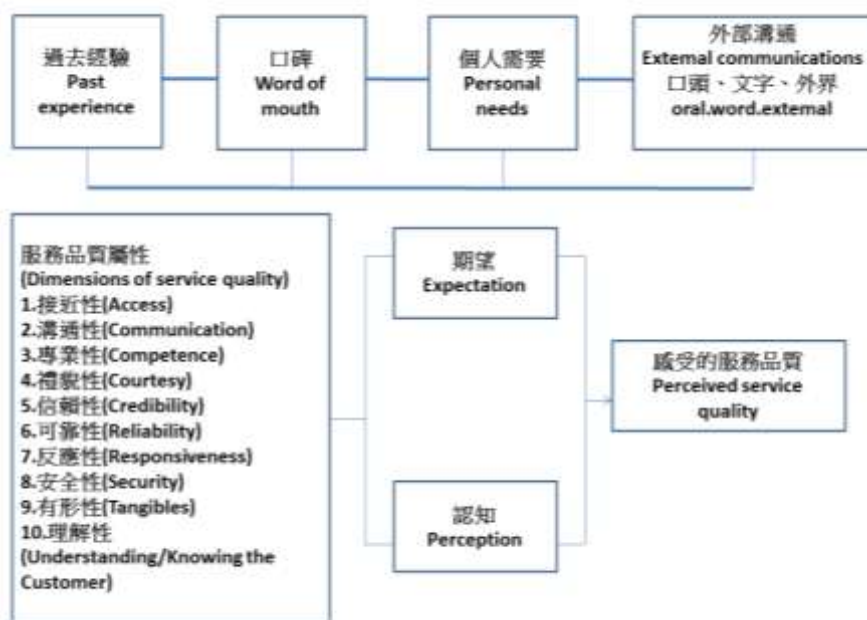 過去經驗
Past
experience
口碑
Word of
mouth
個人需要
Personal
needs
外部溝通
External communications
口頭、文字、外界
oral.word.external
服務品質屬性
(Dimensions of service quality)
1.接近性(Access)
2.溝通性(Communication)
3.專業性(Competence)
4.禮貌性(Courtesy)
5.信賴性(Credibility)
6.可靠性(Reliability)
7.反應性(Responsiveness)
8.安全性(Security)
9.有形性(Tangibles)
10.理解性
(Understanding/Knowing the
Customer)
期望
Expectation
認知
Perception
感受的服務品質
Perceived service
quality